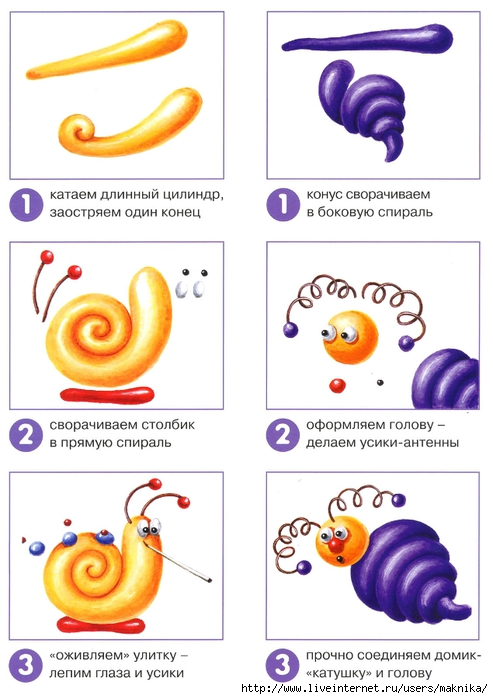 1
катаем длинный цилиндр,
заостряем один конец
1
конус сворачиваем
в боковую спираль
2
сворачиваем столбик
в прямую спираль
2
оформляем голову –
делаем усики-антенны
3
«оживляем» улитку –
лепим глаза и усики
3
прочно соединяем домик-
«катушку» и голову
http://www.liveinternet.ru/users/maknika/